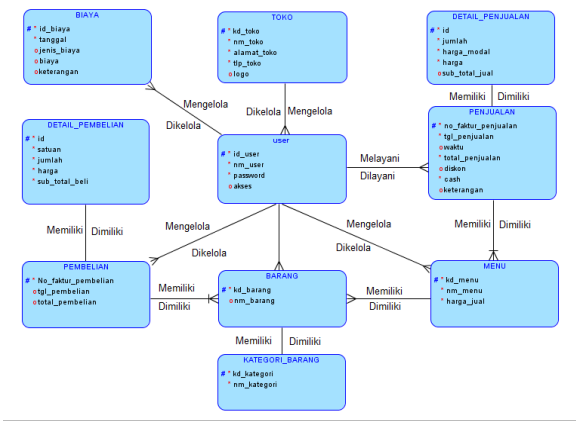 BIAYA
# * id_biaya
* tanggal
o jenis_biaya
o biaya
o keterangan
TOKO
# * kd_toko
* nm_toko
* alamat_toko
* tlp_toko
o logo
DETAIL_PENJUALAN
# * id
* jumlah
* harga_modal
* harga
o sub_total_jual
Mengelola
Dikelola
Dikelola Mengelola
Memiliki Dimiliki
DETAIL_PEMBELIAN
# * id
* satuan
* jumlah
* harga
* sub_total_beli
user
# * id_user
* nm_user
* password
o akses
Melayani
Dilayani
PENJUALAN
# * no_faktur_penjualan
* tgl_penjualan
o waktu
* total_penjualan
o diskon
* cash
o keterangan
Memiliki Dimiliki
Mengelola
Dikelola
Mengelola
Dikelola
Memiliki Dimiliki
PEMBELIAN
# * No_faktur_pembelian
o tgl_pembelian
o total_pembelian
Memiliki
Dimiliki
BARANG
# * kd_barang
o nm_barang
Memiliki
Dimiliki
MENU
# * kd_menu
* nm_menu
* harga_jual
Memiliki Dimiliki
KATEGORI_BARANG
# * kd_kategori
* nm_kategori